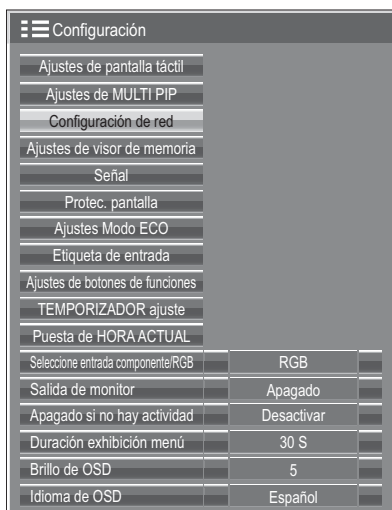 Configuración
Ajustes de pantalla táctil
Ajustes de MULTI PIP
Configuración de red
Ajustes de visor de memoria
Señal
Protec. pantalla
Ajustes Modo ECO
Etiqueta de entrada
Ajustes de botones de funciones
TEMPORIZADOR ajuste
Puesta de HORA ACTUAL
Seleccione entrada componente/RGB RGB
Salida de monitor Apagado
Apagado si no hay actividad Desactivar
Duración exhibición menú 30 S
Brillo de OSD 5
Idioma de OSD Español